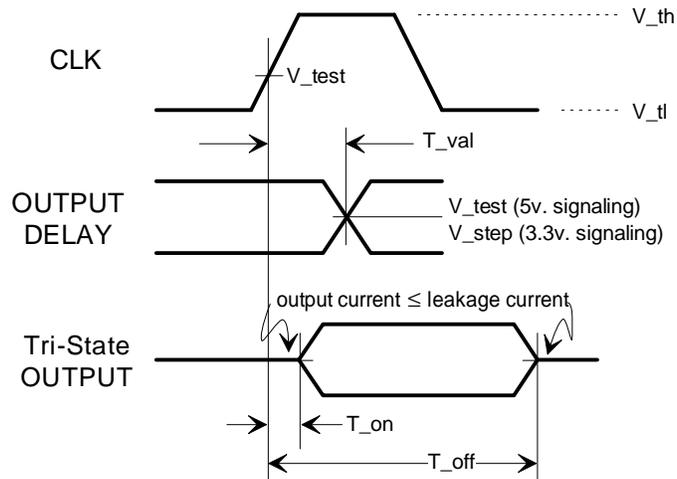 V_th
CLK
V_test
V_tl
T_val
OUTPUT
DELAY
V_test (5v. signaling)
V_step (3.3v. signaling)
output current ≤ leakage current
Tri-State
OUTPUT
T_on
T_off